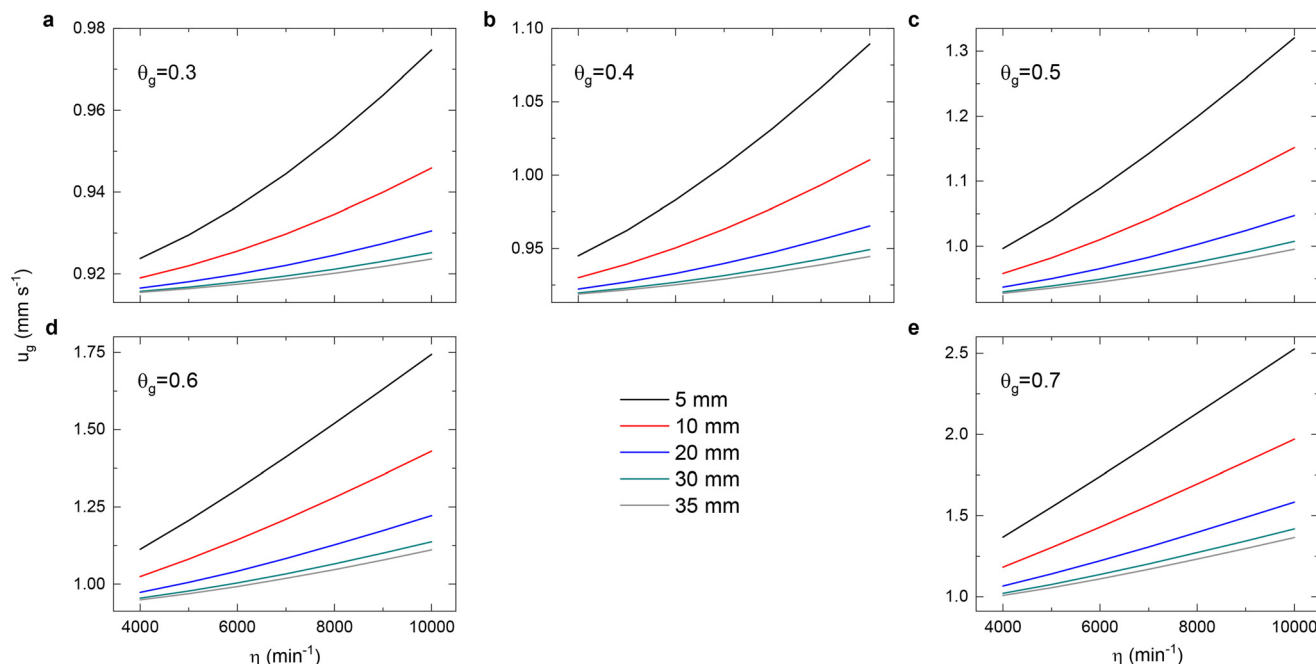 a
b
c
0.98
0.96
0.94
0.92
θg=0.3
1.10
1.05
1.00
0.95
θg=0.4
1.3
1.2
1.1
1.0
θg=0.5
ug (mm s-1)
d
e
1.75
1.50
1.25
1.00
θg=0.6
4000 6000 8000 10000
η (min-1)
5 mm
10 mm
20 mm
30 mm
35 mm
2.5
2.0
1.5
1.0
θg=0.7
4000 6000 8000 10000
η (min-1)